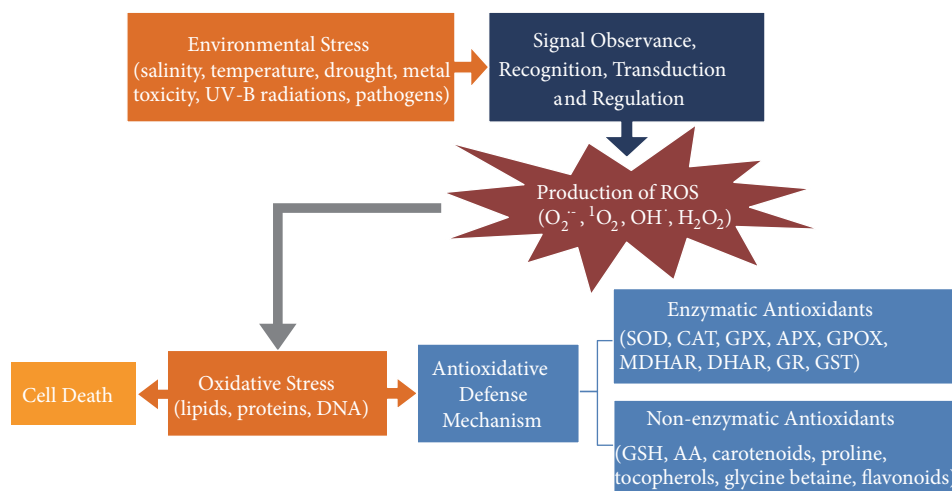 Environmental Stress
(salinity, temperature, drought, metal
toxicity, UV-B radiations, pathogens)
Signal Observance,
Recognition, Transduction
and Regulation
Production of ROS
(O₂˙⁻, ¹O₂, OH˙, H₂O₂)
Enzymatic Antioxidants
(SOD, CAT, GPX, APX, GPOX,
MDHAR, DHAR, GR, GST)
Cell Death
Oxidative Stress
(lipids, proteins, DNA)
Antioxidative
Defense
Mechanism
Non-enzymatic Antioxidants
(GSH, AA, carotenoids, proline,
tocopherols, glycine betaine, flavonoids)